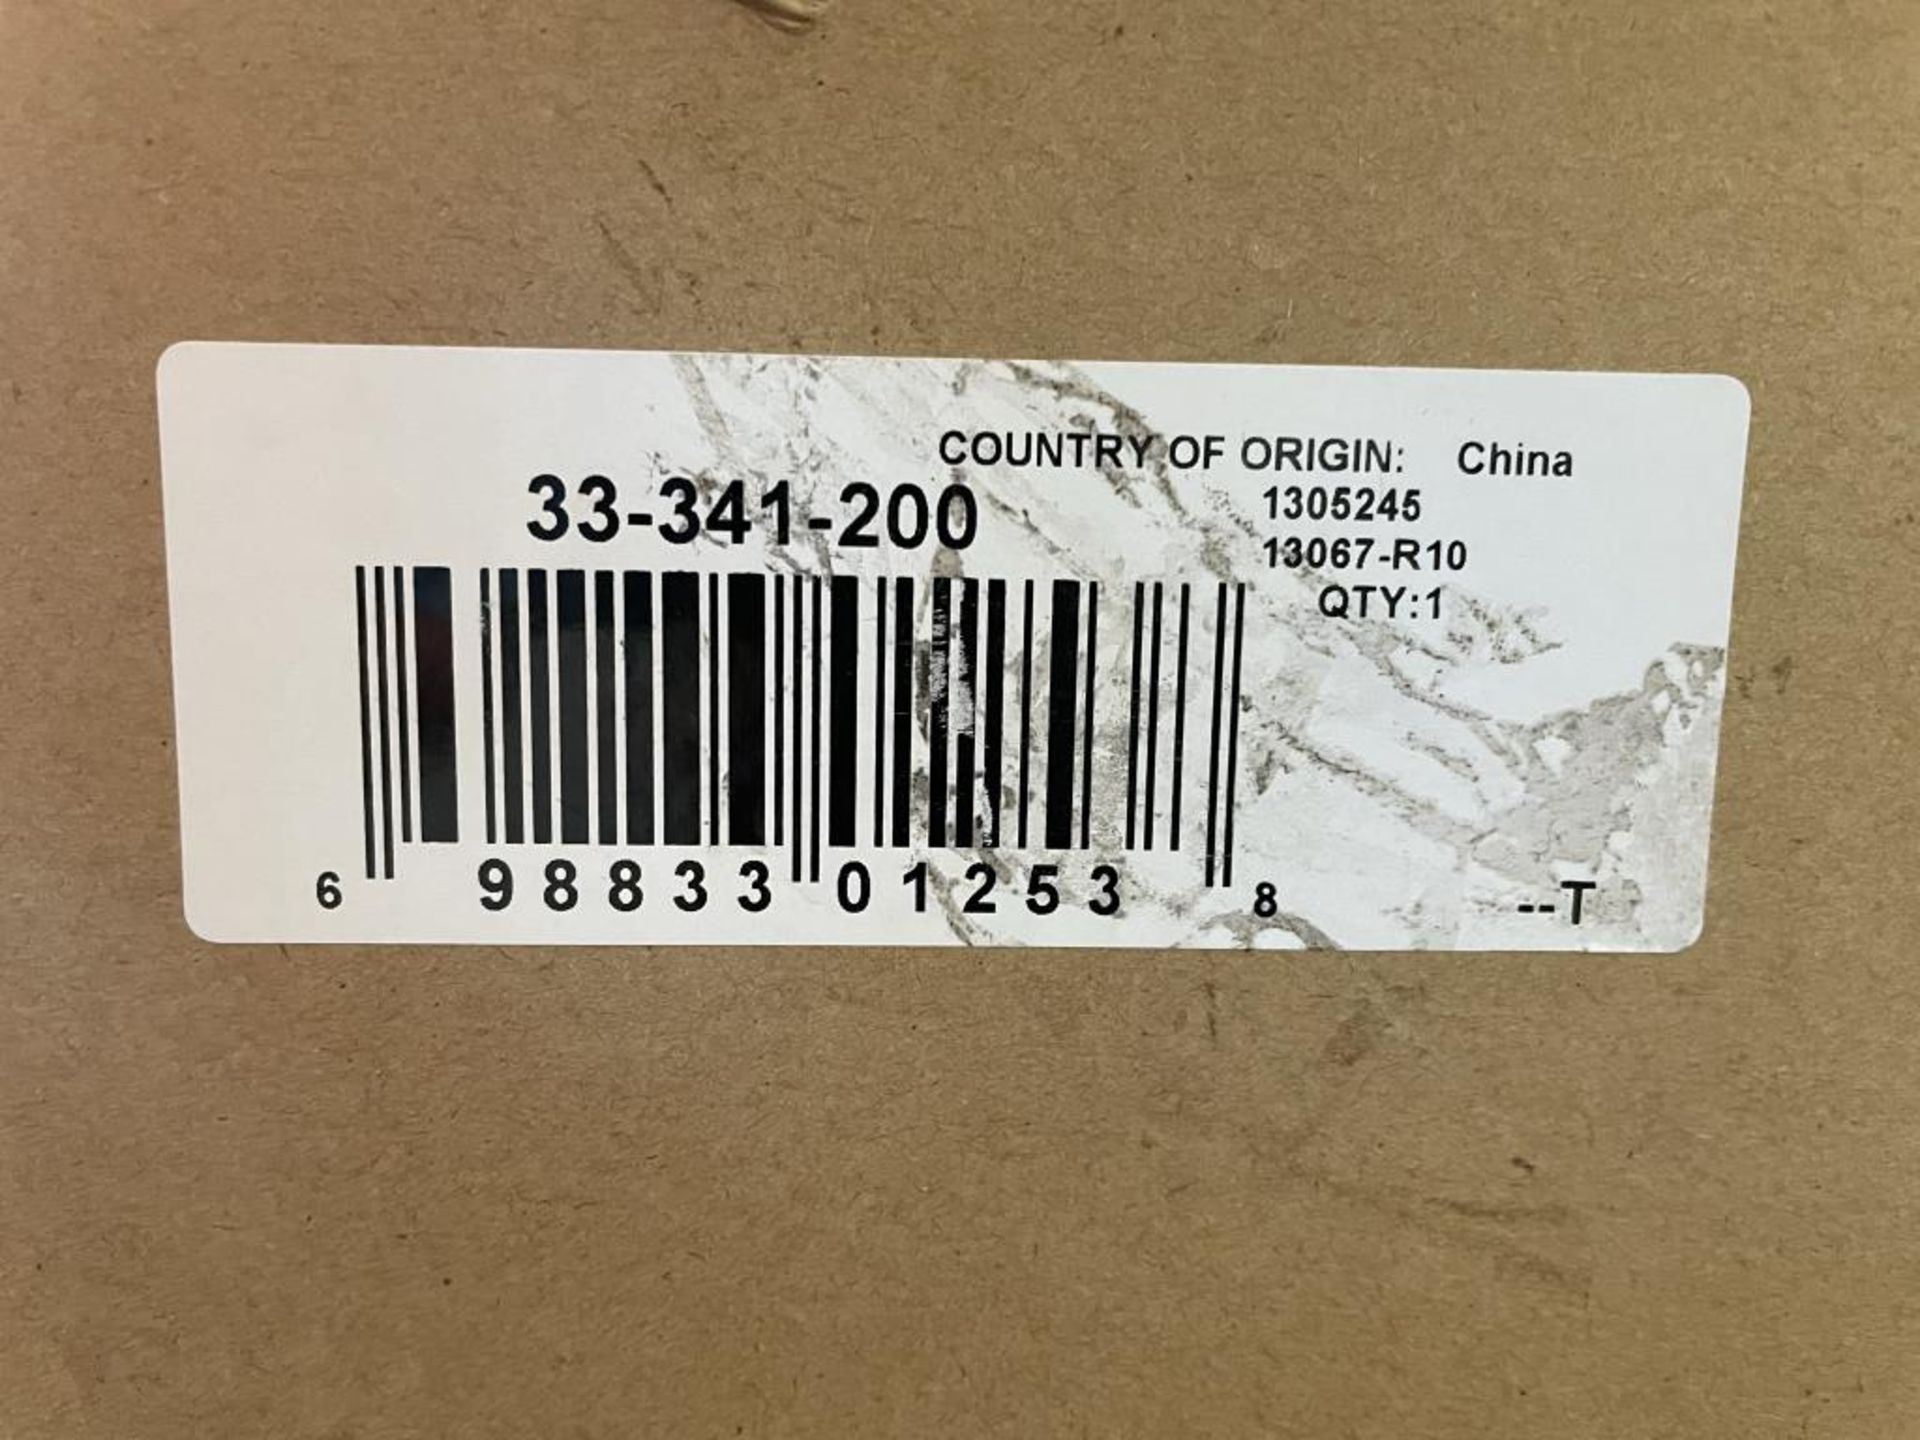 COUNTRY OF ORIGIN: China
33-341-200
1305245
13067-R10
QTY:1
6 98833 01253 8
--T